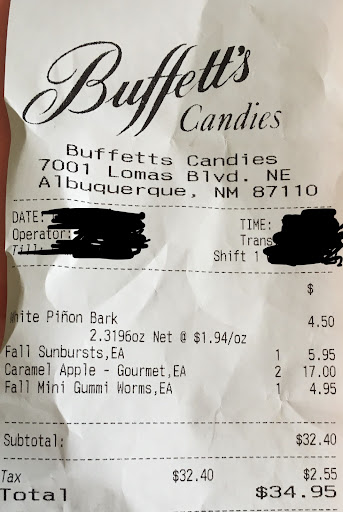 Buffett's
Candies
Buffetts Candies
7001 Lomas Blvd. NE
Albuquerque, NM 87110
DATE: TIME:
Operator: Trans
Till: Shift 1
$
White Piñon Bark 4.50
2.3196oz Net @ $1.94/oz
Fall Sunbursts,EA 1 5.95
Caramel Apple - Gourmet,EA 2 17.00
Fall Mini Gummi Worms,EA 1 4.95
Subtotal: $32.40
Tax $32.40 $2.55
Total $34.95